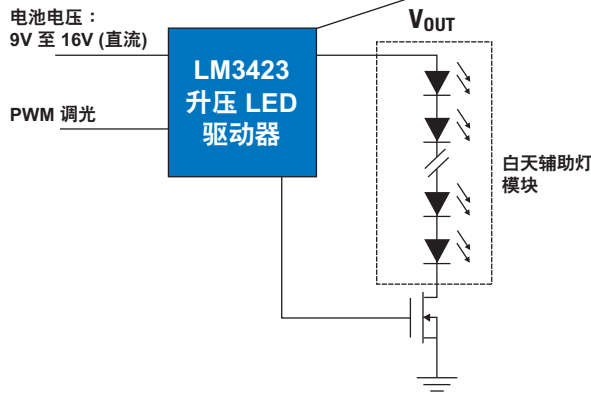 电池电压：
9V 至 16V (直流)
VOUT
LM3423
升压 LED
驱动器
PWM 调光
白天辅助灯
模块